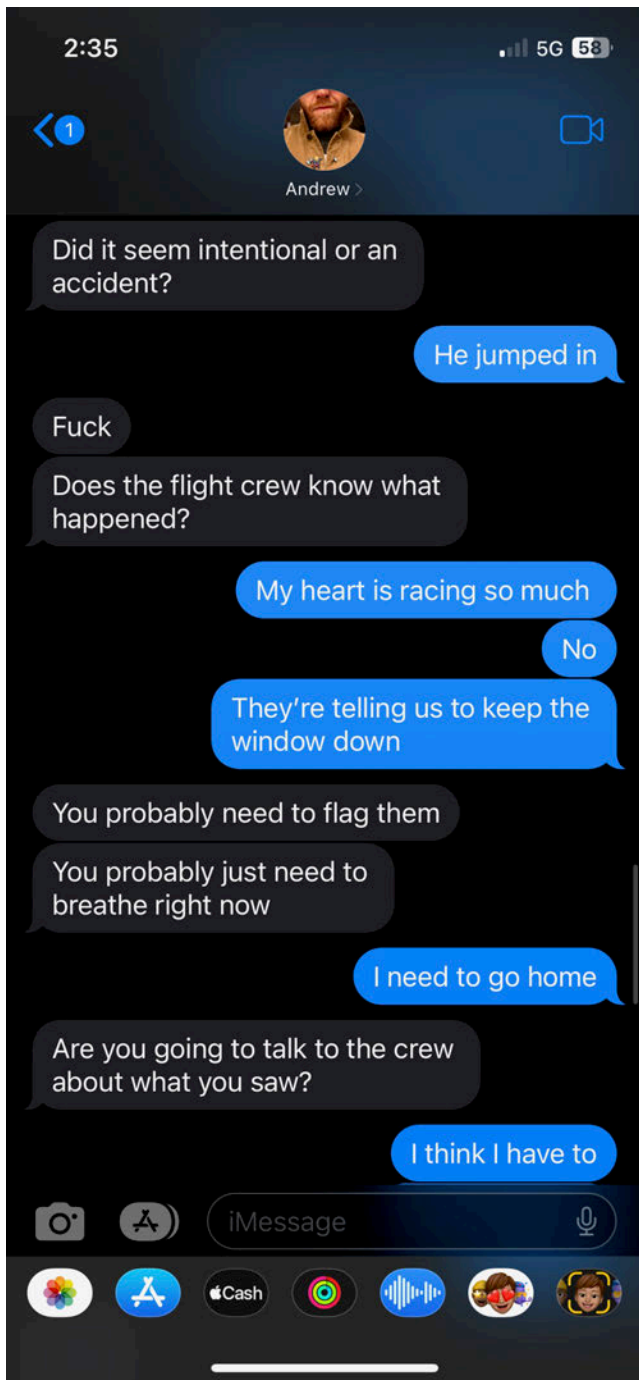 2:35
5G 58
1
Andrew
Did it seem intentional or an
accident?
He jumped in
Fuck
Does the flight crew know what
happened?
My heart is racing so much
No
They’re telling us to keep the
window down
You probably need to flag them
You probably just need to
breathe right now
I need to go home
Are you going to talk to the crew
about what you saw?
I think I have to
iMessage
Cash